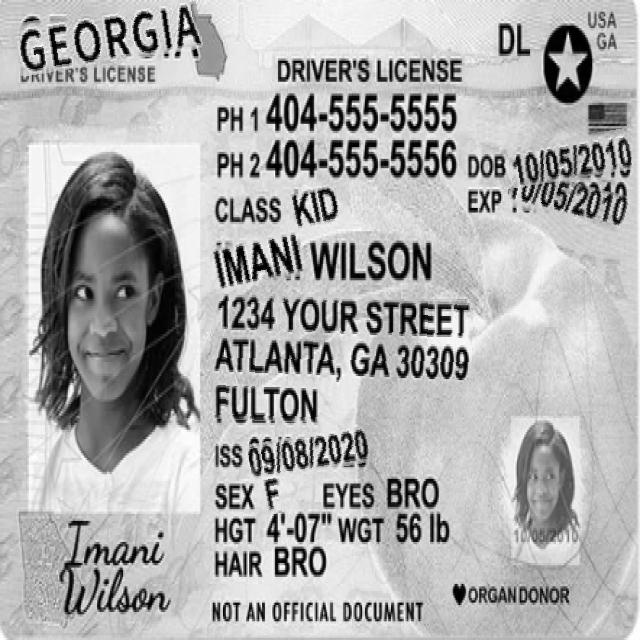 GEORGIA
DRIVER'S LICENSE
DL
USA
GA
DRIVER'S LICENSE
PH 1 404-555-5555
PH 2 404-555-5556
DOB 10/05/2010
CLASS KID
EXP 10/05/2010
IMANI WILSON
1234 YOUR STREET
ATLANTA, GA 30309
FULTON
ISS 09/08/2020
SEX F EYES BRO
HGT 4'-07" WGT 56 lb
HAIR BRO
10/05/2010
Imani
Wilson
NOT AN OFFICIAL DOCUMENT
ORGAN DONOR